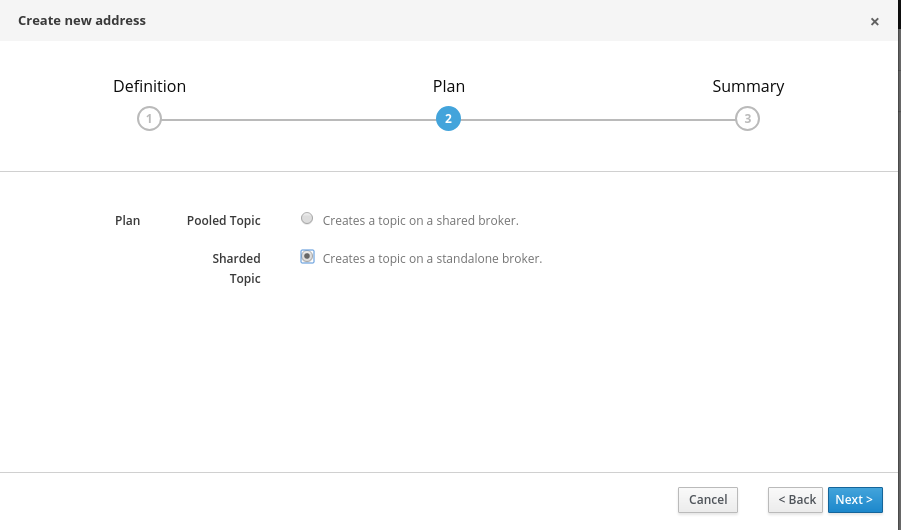 Create new address ×
Definition Plan Summary
1 2 3
Plan Pooled Topic Creates a topic on a shared broker.
Sharded Creates a topic on a standalone broker.
Topic
Cancel < Back Next >